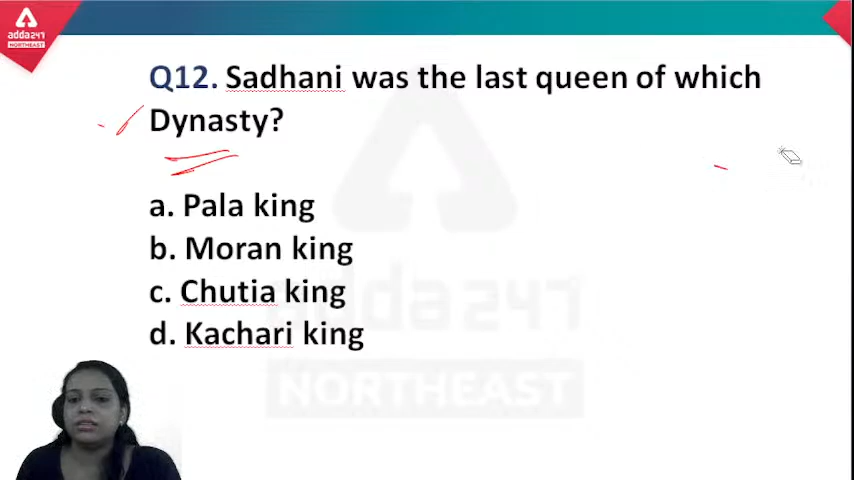 adda247
NORTHEAST
Q12. Sadhani was the last queen of which
Dynasty?
a. Pala king
b. Moran king
c. Chutia king
d. Kachari king
adda247
NORTHEAST